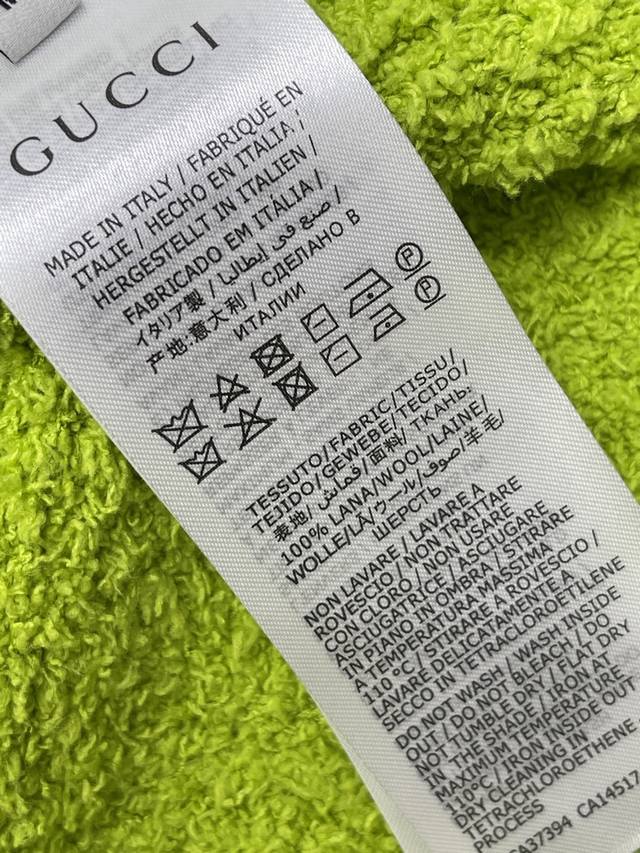 GUCCI
MADE IN ITALY / FABRIQUÉ EN
ITALIE / HECHO EN ITALIA /
HERGESTELLT IN ITALIEN /
FABRICADO EM ITÁLIA /
صنع في إيطاليا /
イタリア製 /
产地:意大利 / СДЕЛАНО В
ИТАЛИИ
TESSUTO/FABRIC/TISSU/
TEJIDO/GEWEBE/TECIDO/
表地/قماش/面料/ ТКАНЬ:
100% LANA/WOOL/LAINE/
WOLLE/LÃ/ウール/صوف/羊毛/
ШЕРСТЬ
NON LAVARE / LAVARE A
ROVESCIO / NON TRATTARE
CON CLORO / NON USARE
ASCIUGATRICE / ASCIUGARE
IN PIANO IN OMBRA / STIRARE
A TEMPERATURA MASSIMA
110 °C / STIRARE A ROVESCIO /
LAVARE DELICATAMENTE A
SECCO IN TETRACLOROETILENE
DO NOT WASH / WASH INSIDE
OUT / DO NOT BLEACH / DO
NOT TUMBLE DRY / FLAT DRY
IN THE SHADE / IRON AT
MAXIMUM TEMPERATURE
110°C / IRON INSIDE OUT
DRY CLEANING IN
TETRACHLOROETHENE
PROCESS
CA37394 CA14517